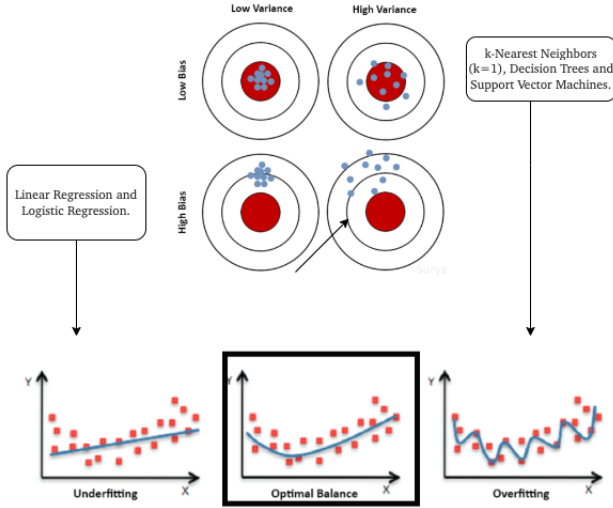 Low Variance
High Variance
Low Bias
k-Nearest Neighbors
(k=1), Decision Trees and
Support Vector Machines.
Linear Regression and
Logistic Regression.
High Bias
Surya
Y
X
Underfitting
Y
X
Optimal Balance
Y
X
Overfitting